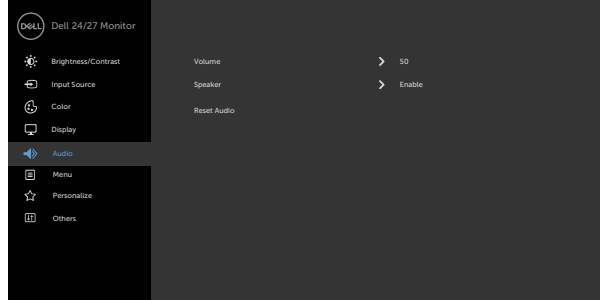 DELL Dell 24/27 Monitor
Brightness/Contrast
Input Source
Color
Display
Audio
Menu
Personalize
Others
Volume 50
Speaker Enable
Reset Audio